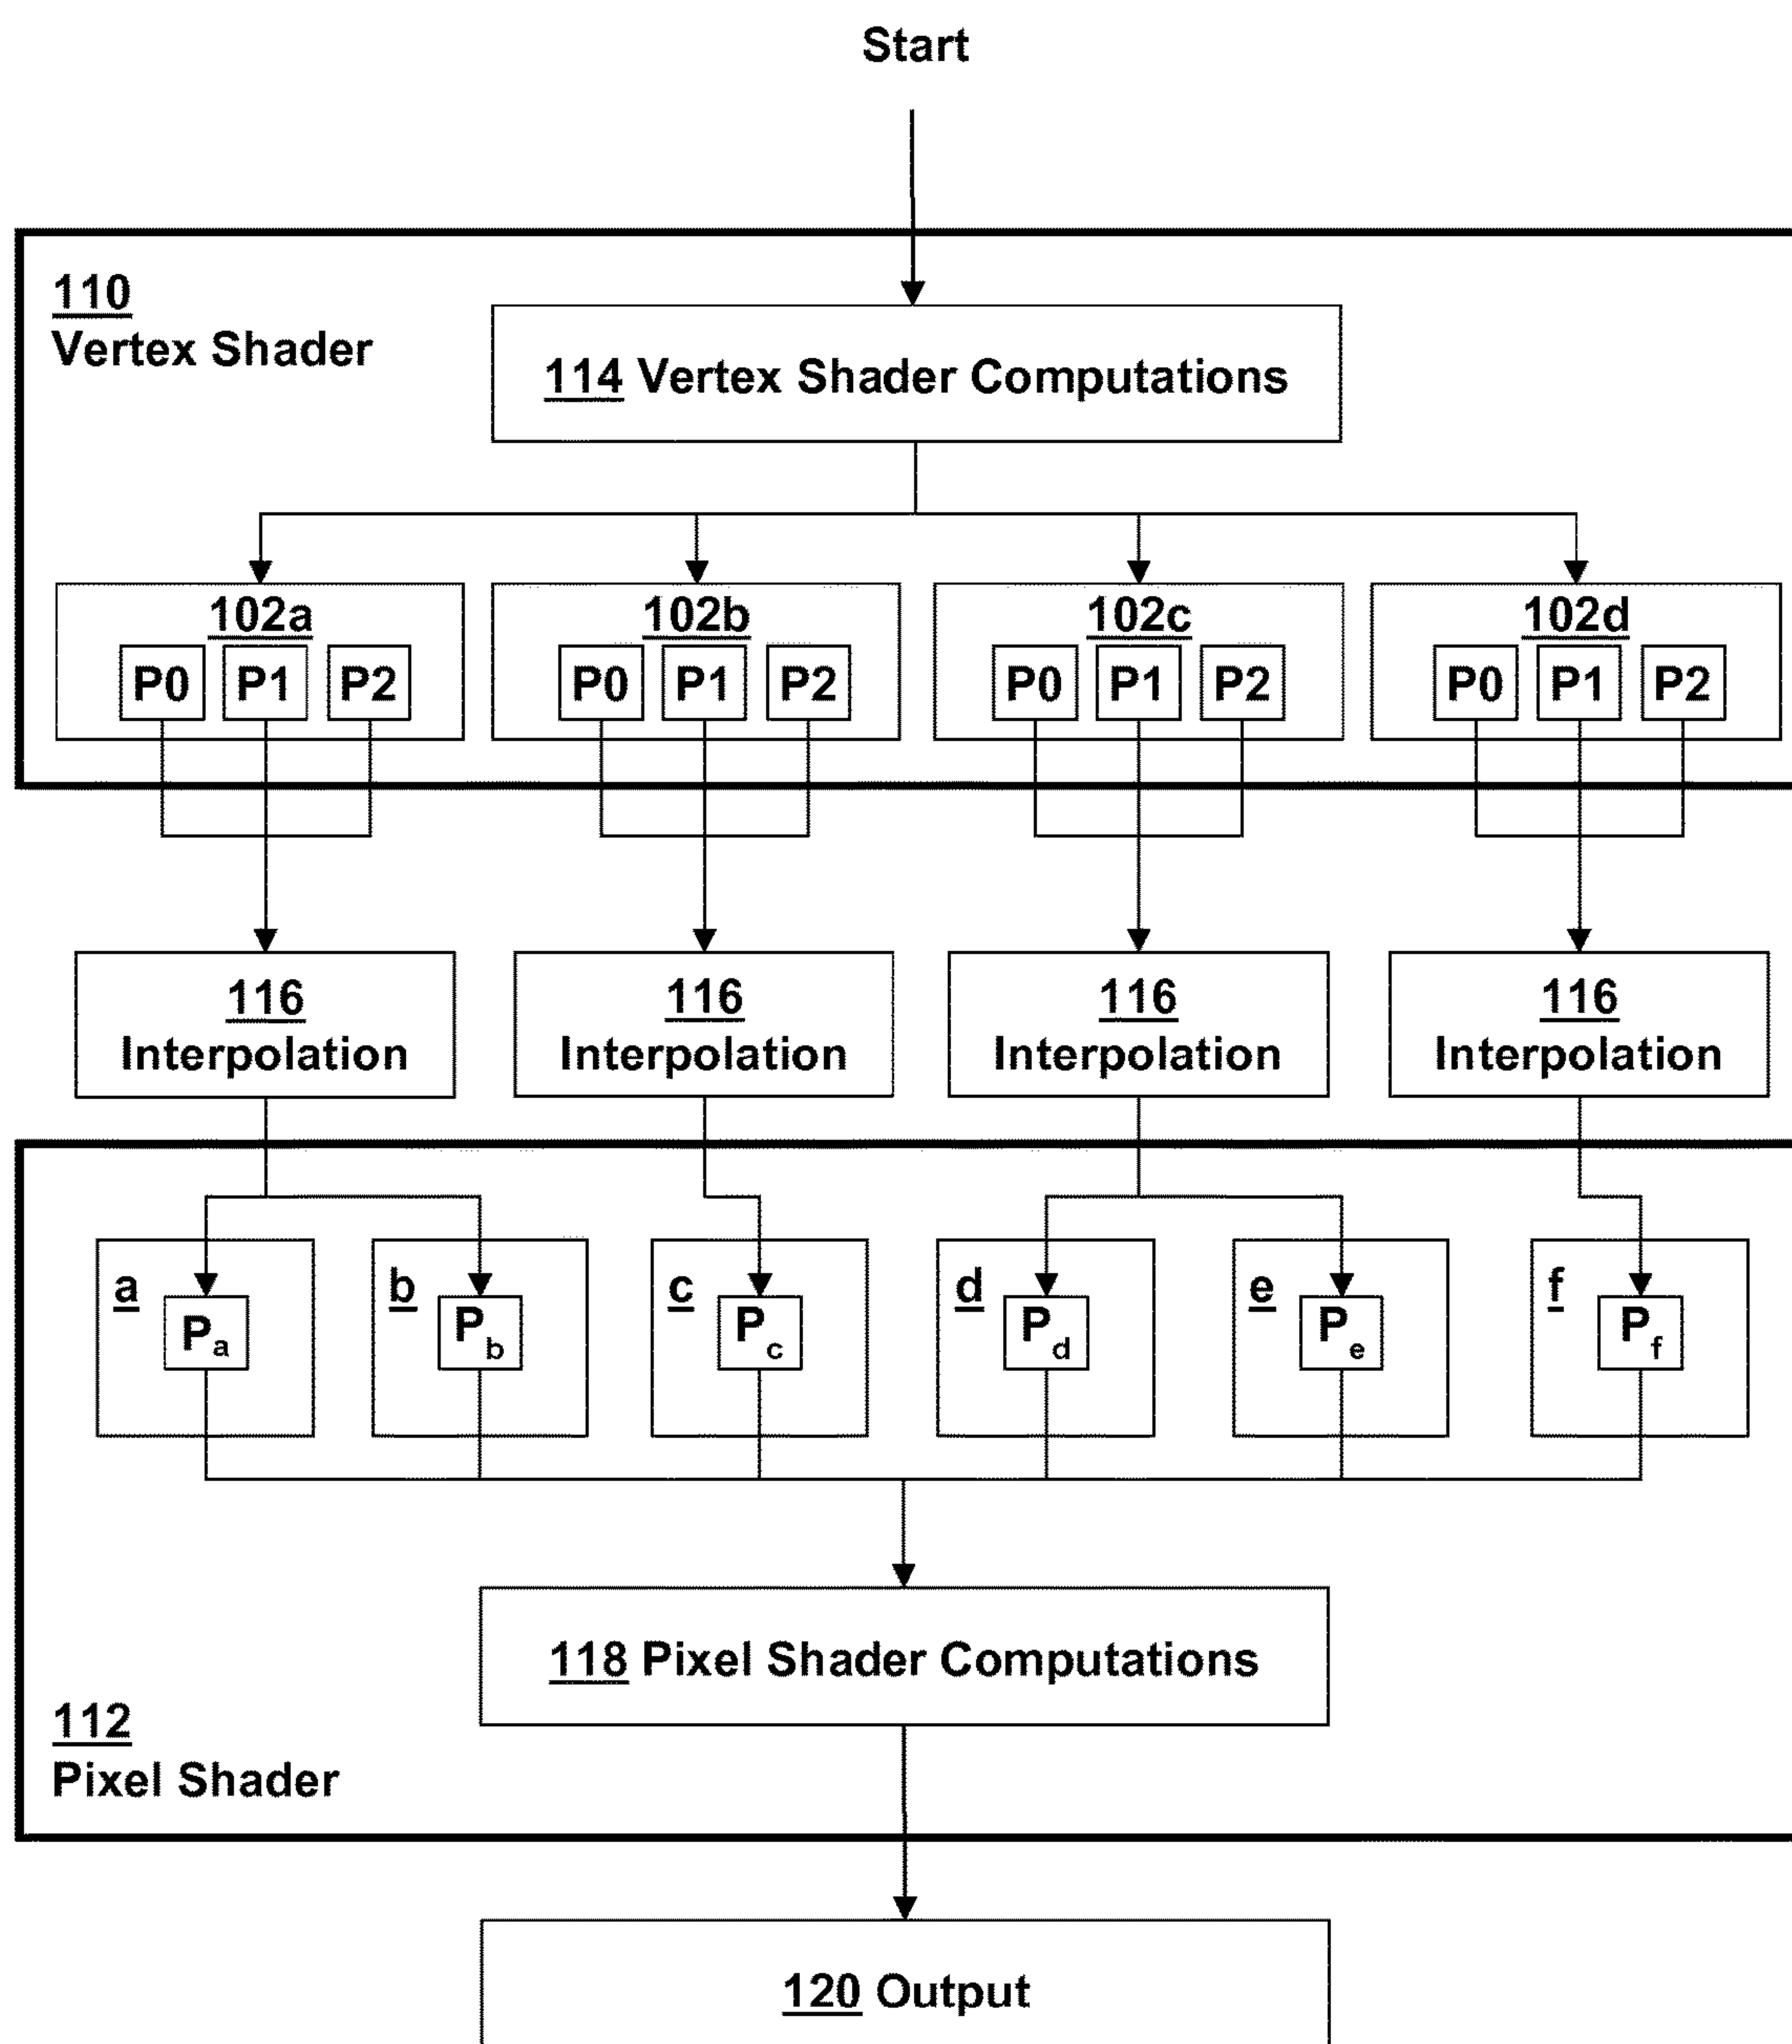 Start
110
Vertex Shader
114 Vertex Shader Computations
102a 102b 102c 102d
P0 P1 P2 P0 P1 P2 P0 P1 P2 P0 P1 P2
116 116 116 116
Interpolation Interpolation Interpolation Interpolation
a b c d e f
Pa Pb Pc Pd Pe Pf
118 Pixel Shader Computations
112
Pixel Shader
120 Output